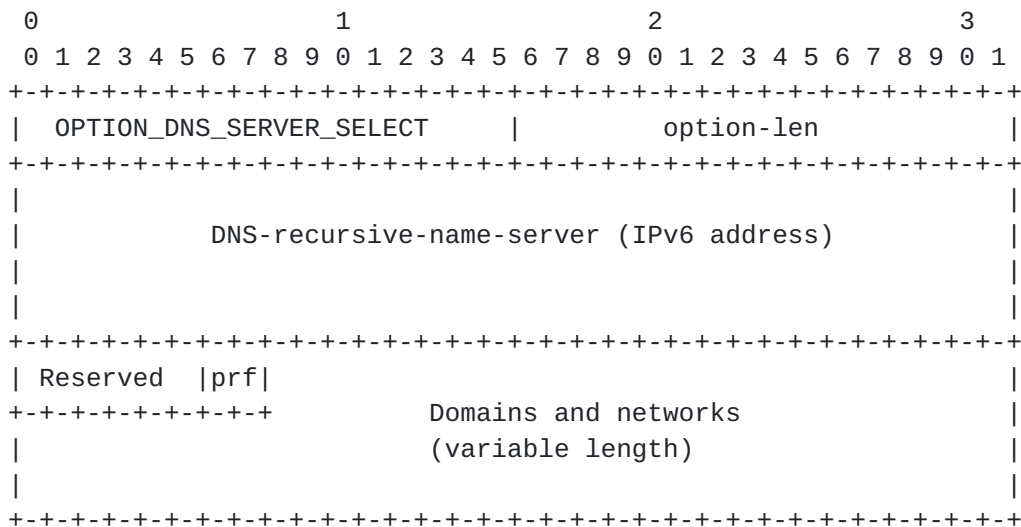 0                   1                   2                   3
0 1 2 3 4 5 6 7 8 9 0 1 2 3 4 5 6 7 8 9 0 1 2 3 4 5 6 7 8 9 0 1
+-+-+-+-+-+-+-+-+-+-+-+-+-+-+-+-+-+-+-+-+-+-+-+-+-+-+-+-+-+-+-+-+
|  OPTION_DNS_SERVER_SELECT     |         option-len            |
+-+-+-+-+-+-+-+-+-+-+-+-+-+-+-+-+-+-+-+-+-+-+-+-+-+-+-+-+-+-+-+-+
|                                                               |
|            DNS-recursive-name-server (IPv6 address)           |
|                                                               |
|                                                               |
+-+-+-+-+-+-+-+-+-+-+-+-+-+-+-+-+-+-+-+-+-+-+-+-+-+-+-+-+-+-+-+-+
| Reserved  |prf|                                               |
+-+-+-+-+-+-+-+-+          Domains and networks                 |
|                          (variable length)                    |
|                                                               |
+-+-+-+-+-+-+-+-+-+-+-+-+-+-+-+-+-+-+-+-+-+-+-+-+-+-+-+-+-+-+-+-+